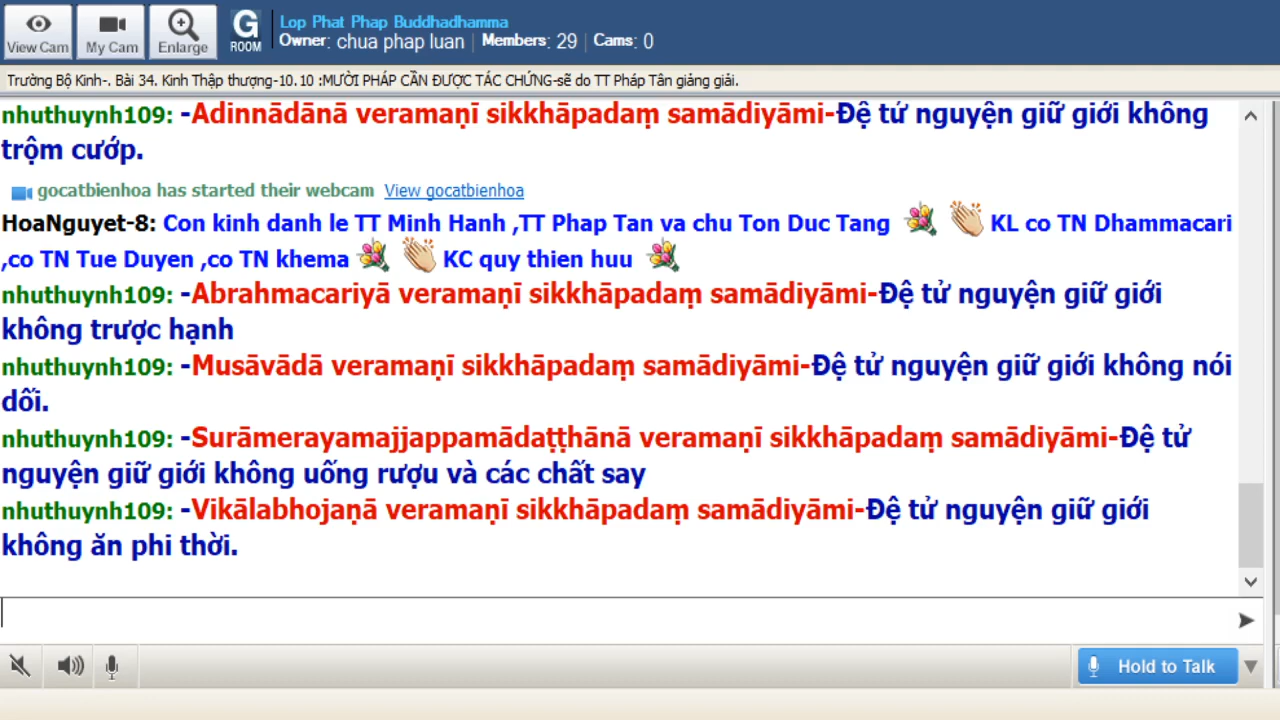 View Cam
My Cam
Enlarge
G
ROOM
Lop Phat Phap Buddhadhamma
Owner: chua phap luan | Members: 29 | Cams: 0
Trường Bộ Kinh-. Bài 34. Kinh Thập thượng-10. 10 :MƯỜI PHÁP CẦN ĐƯỢC TÁC CHỨNG-sẽ do TT Pháp Tân giảng giải.
nhuthuynh109: -Adinnādānā veramaṇī sikkhāpadaṃ samādiyāmi-Đệ tử nguyện giữ giới không
trộm cướp.
gocatbienhoa has started their webcam View gocatbienhoa
HoaNguyet-8: Con kinh danh le TT Minh Hanh ,TT Phap Tan va chu Ton Duc Tang KL co TN Dhammacari
,co TN Tue Duyen ,co TN khema KC quy thien huu
nhuthuynh109: -Abrahmacariyā veramaṇī sikkhāpadaṃ samādiyāmi-Đệ tử nguyện giữ giới
không trược hạnh
nhuthuynh109: -Musāvādā veramaṇī sikkhāpadaṃ samādiyāmi-Đệ tử nguyện giữ giới không nói
dối.
nhuthuynh109: -Surāmerayamajjappamādaṭṭhānā veramaṇī sikkhāpadaṃ samādiyāmi-Đệ tử
nguyện giữ giới không uống rượu và các chất say
nhuthuynh109: -Vikālabhojaṇā veramaṇī sikkhāpadaṃ samādiyāmi-Đệ tử nguyện giữ giới
không ăn phi thời.
Hold to Talk